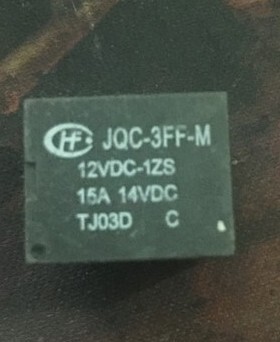 HF JQC-3FF-M
12VDC-1ZS
15A 14VDC
TJ03D C